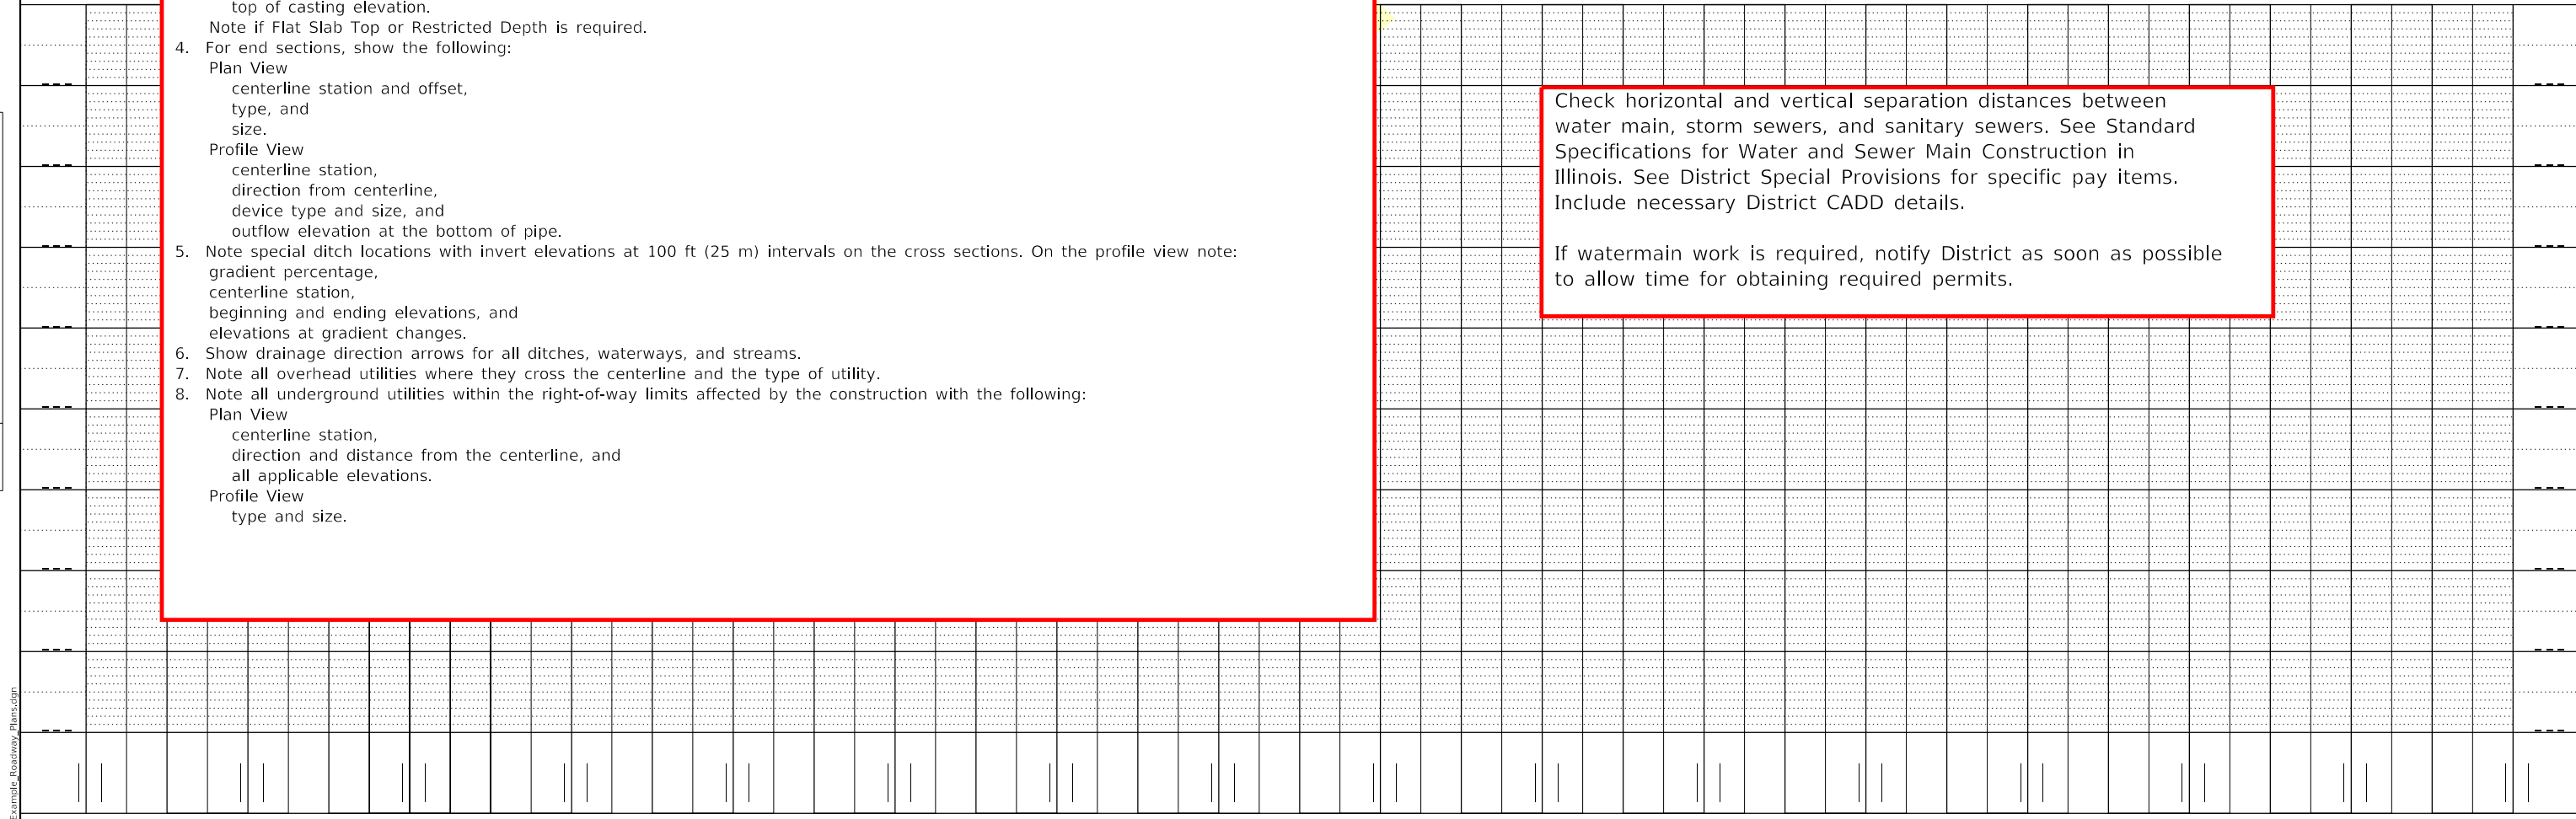 top of casting elevation.
Note if Flat Slab Top or Restricted Depth is required.
4. For end sections, show the following:
Plan View
centerline station and offset,
type, and
size.
Profile View
centerline station,
direction from centerline,
device type and size, and
outflow elevation at the bottom of pipe.
5. Note special ditch locations with invert elevations at 100 ft (25 m) intervals on the cross sections. On the profile view note:
gradient percentage,
centerline station,
beginning and ending elevations, and
elevations at gradient changes.
6. Show drainage direction arrows for all ditches, waterways, and streams.
7. Note all overhead utilities where they cross the centerline and the type of utility.
8. Note all underground utilities within the right-of-way limits affected by the construction with the following:
Plan View
centerline station,
direction and distance from the centerline, and
all applicable elevations.
Profile View
type and size.
Check horizontal and vertical separation distances between
water main, storm sewers, and sanitary sewers. See Standard
Specifications for Water and Sewer Main Construction in
Illinois. See District Special Provisions for specific pay items.
Include necessary District CADD details.
If watermain work is required, notify District as soon as possible
to allow time for obtaining required permits.
Example_Roadway_Plans.dgn